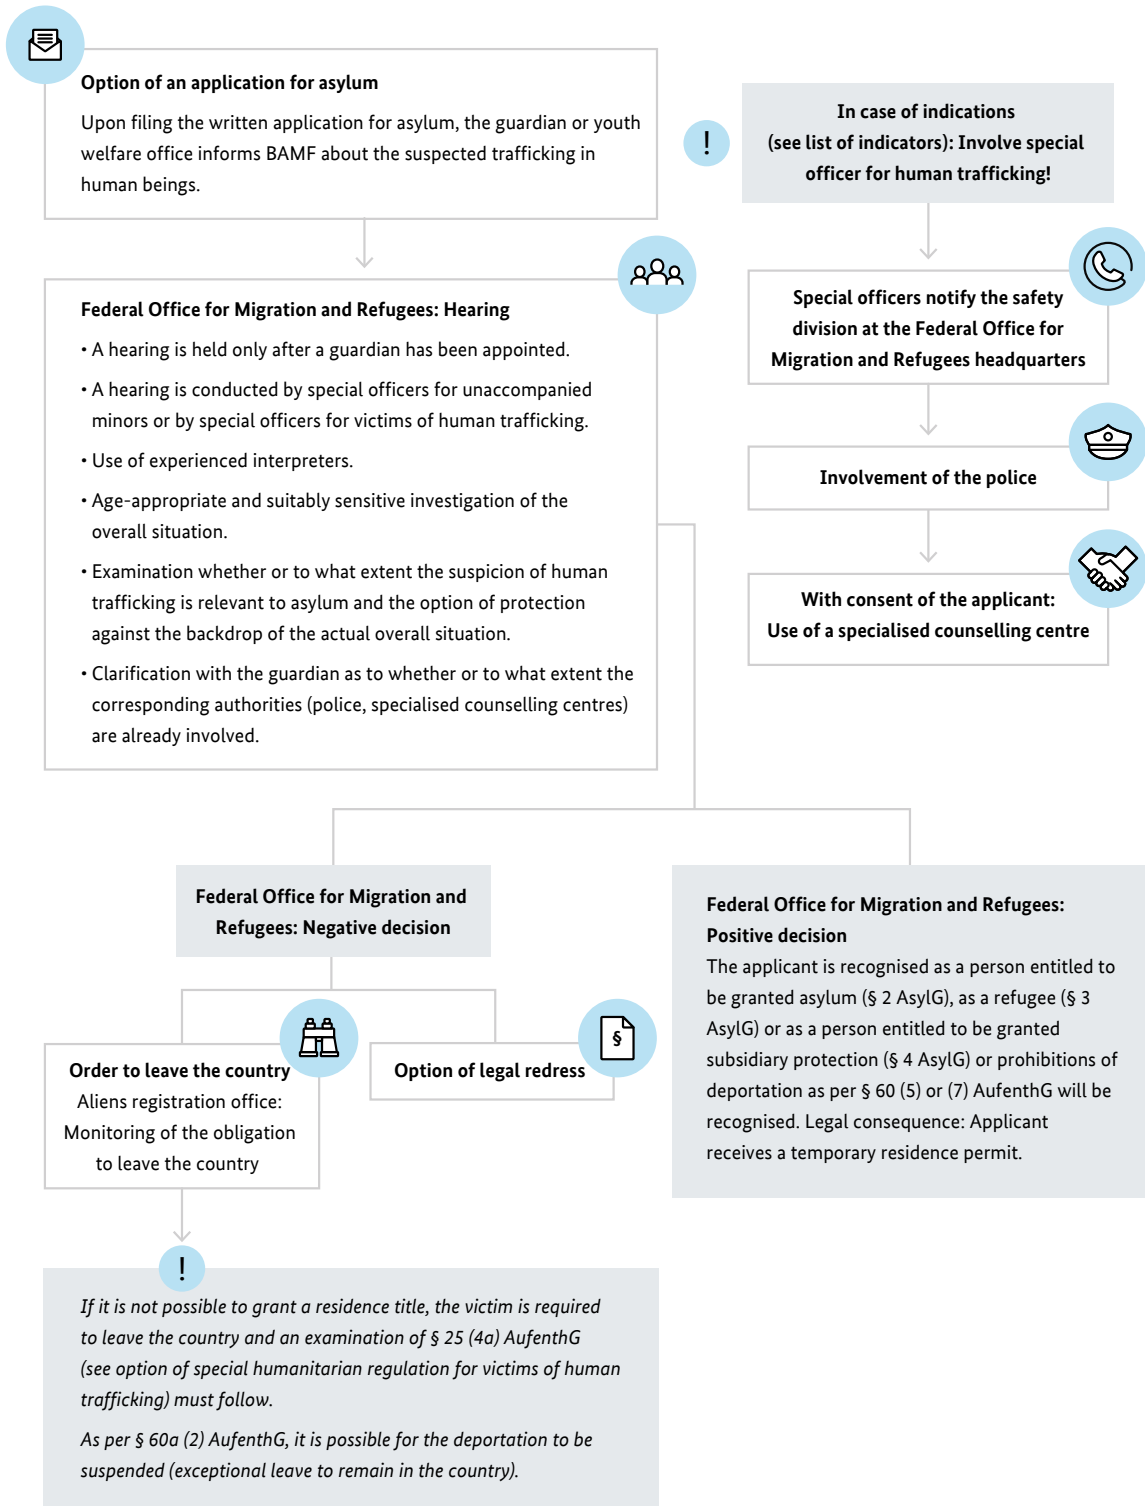 Option of an application for asylum
Upon filing the written application for asylum, the guardian or youth
welfare office informs BAMF about the suspected trafficking in
human beings.
!
In case of indications
(see list of indicators): Involve special
officer for human trafficking!
Federal Office for Migration and Refugees: Hearing
• A hearing is held only after a guardian has been appointed.
• A hearing is conducted by special officers for unaccompanied
minors or by special officers for victims of human trafficking.
• Use of experienced interpreters.
• Age-appropriate and suitably sensitive investigation of the
overall situation.
• Examination whether or to what extent the suspicion of human
trafficking is relevant to asylum and the option of protection
against the backdrop of the actual overall situation.
• Clarification with the guardian as to whether or to what extent the
corresponding authorities (police, specialised counselling centres)
are already involved.
Special officers notify the safety
division at the Federal Office for
Migration and Refugees headquarters
Involvement of the police
With consent of the applicant:
Use of a specialised counselling centre
Federal Office for Migration and
Refugees: Negative decision
Federal Office for Migration and Refugees:
Positive decision
The applicant is recognised as a person entitled to
be granted asylum (§ 2 AsylG), as a refugee (§ 3
AsylG) or as a person entitled to be granted
subsidiary protection (§ 4 AsylG) or prohibitions of
deportation as per § 60 (5) or (7) AufenthG will be
recognised. Legal consequence: Applicant
receives a temporary residence permit.
Order to leave the country
Aliens registration office:
Monitoring of the obligation
to leave the country
§
Option of legal redress
!
If it is not possible to grant a residence title, the victim is required
to leave the country and an examination of § 25 (4a) AufenthG
(see option of special humanitarian regulation for victims of human
trafficking) must follow.
As per § 60a (2) AufenthG, it is possible for the deportation to be
suspended (exceptional leave to remain in the country).